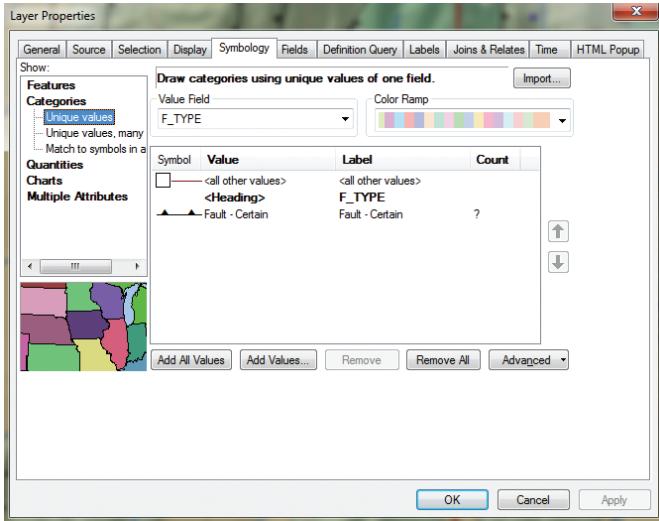 Layer Properties
x
General Source Selection Display Symbology Fields Definition Query Labels Joins & Relates Time HTML Popup
Show:
Features
Categories
Unique values
Unique values, many
Match to symbols in a
Quantities
Charts
Multiple Attributes
Draw categories using unique values of one field.
Import...
Value Field
F_TYPE
Color Ramp
Symbol Value Label Count
<all other values> <all other values>
<Heading> F_TYPE
Fault - Certain Fault - Certain ?
Add All Values Add Values... Remove Remove All Advanced
OK Cancel Apply